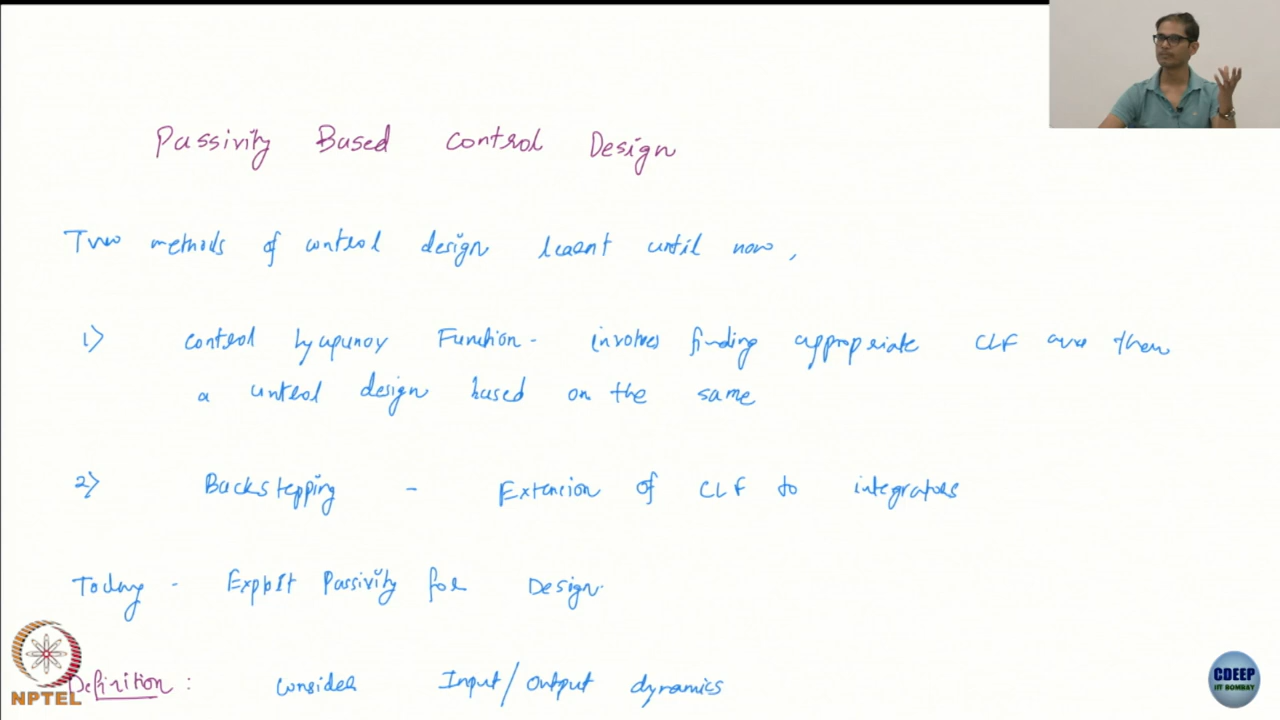 Passivity Based Control Design
Two methods of control design learnt until now,
1) Control Lyapunov Function - involves finding appropriate CLF and then
a control design based on the same
2) Backstepping - Extension of CLF to integrators
Today - Exploit Passivity for Design.
Definition : Consider Input/Output dynamics
NPTEL
CDEEP
IIT BOMBAY